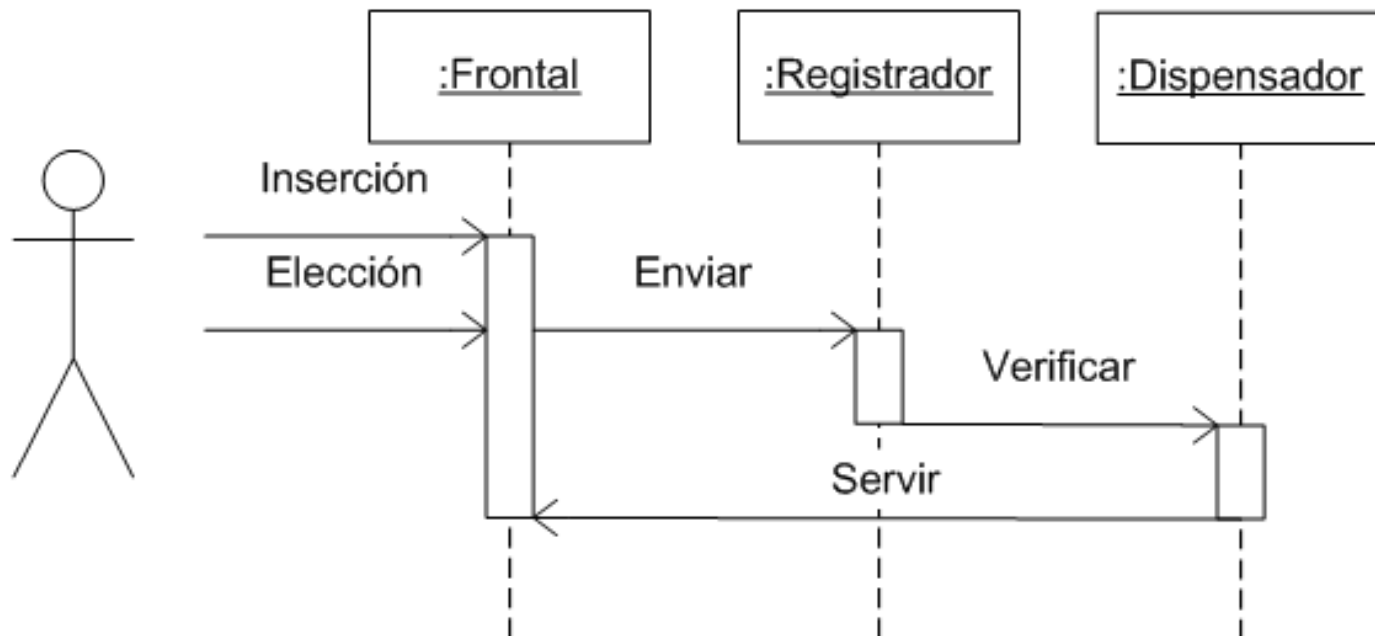 :Frontal
:Registrador
:Dispensador
Inserción
Elección
Enviar
Verificar
Servir